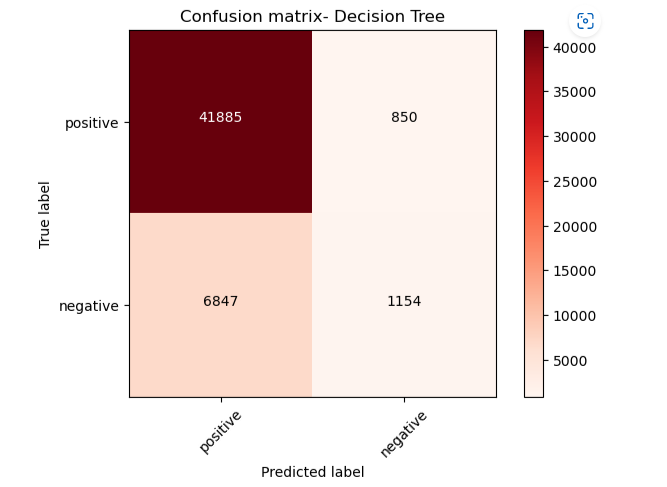 Confusion matrix- Decision Tree
True label
positive
negative
41885
850
6847
1154
positive
negative
Predicted label
40000
35000
30000
25000
20000
15000
10000
5000